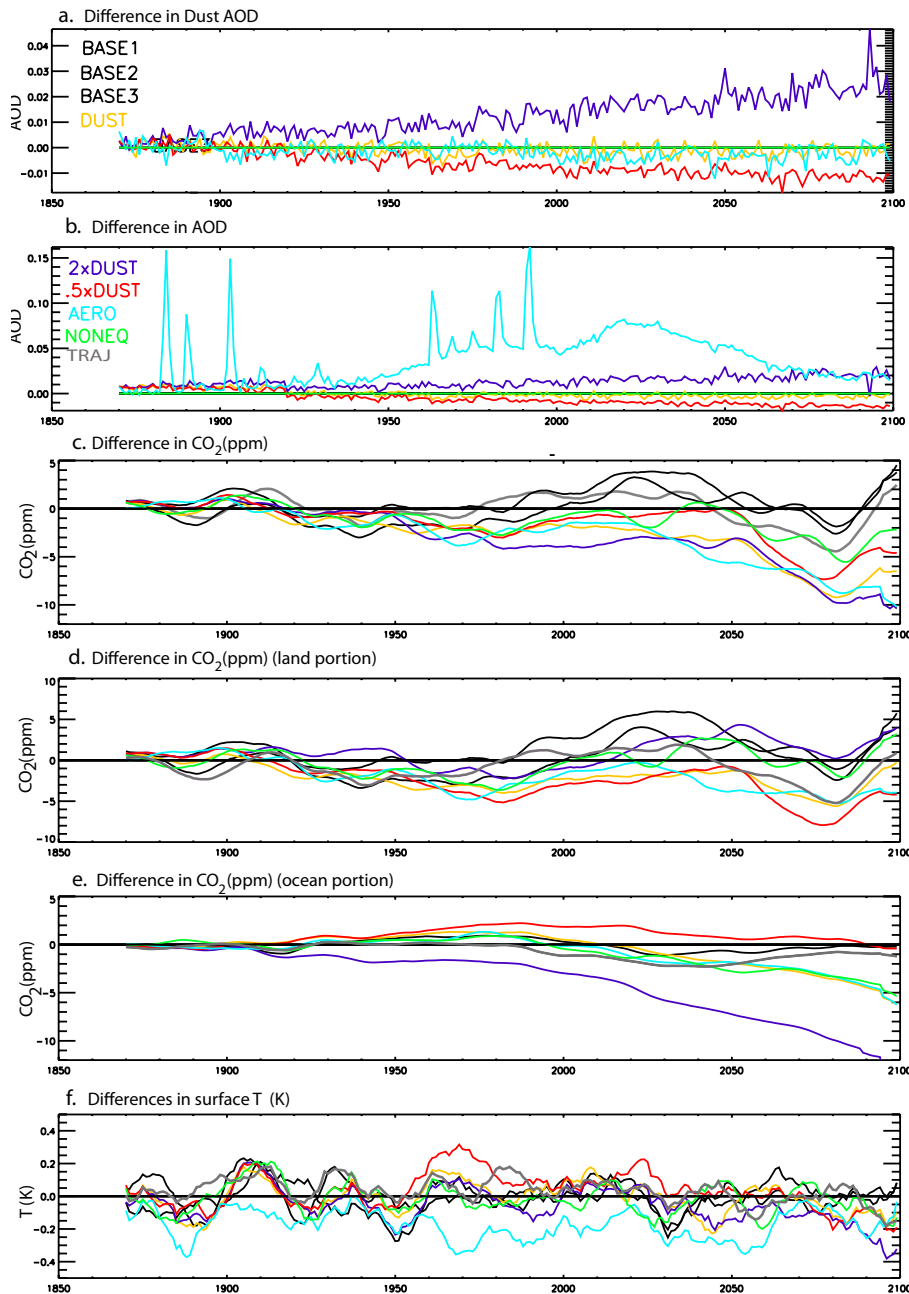 a. Difference in Dust AOD
AOD
0.04
0.03
0.02
0.01
0.00
−0.01
BASE1
BASE2
BASE3
DUST
1850 1900 1950 2000 2050 2100
b. Difference in AOD
AOD
0.15
0.10
0.05
0.00
2xDUST
.5xDUST
AERO
NONEQ
TRAJ
1850 1900 1950 2000 2050 2100
c. Difference in CO2(ppm)
CO2(ppm)
5
0
−5
−10
1850 1900 1950 2000 2050 2100
d. Difference in CO2(ppm) (land portion)
CO2(ppm)
10
5
0
−5
−10
1850 1900 1950 2000 2050 2100
e. Difference in CO2(ppm) (ocean portion)
CO2(ppm)
5
0
−5
−10
1850 1900 1950 2000 2050 2100
f. Differences in surface T (K)
T (K)
0.4
0.2
0.0
−0.2
−0.4
1850 1900 1950 2000 2050 2100